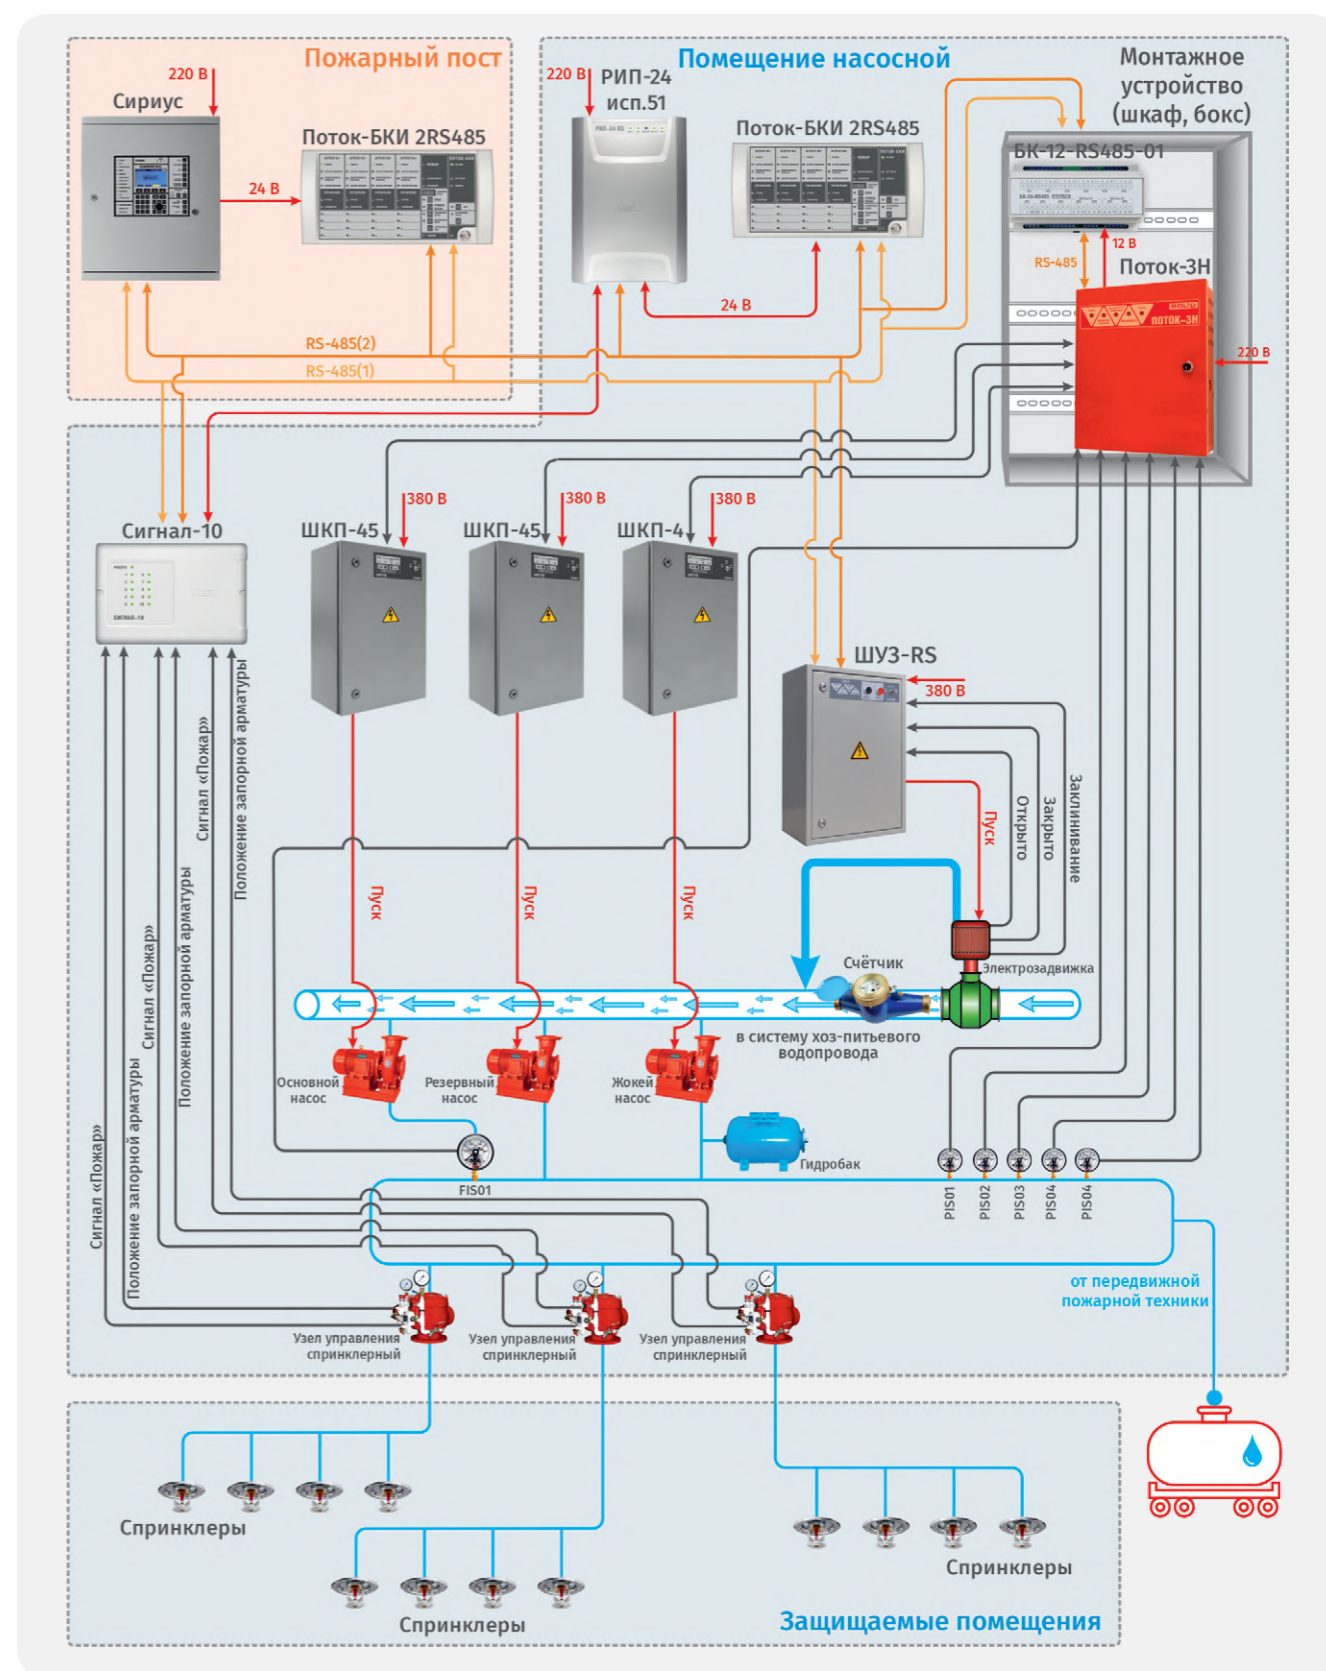 Пожарный пост
Помещение насосной
Монтажное
устройство
(шкаф, бокс)
220 В
Сириус
220 В
РИП-24
исп.51
Поток-БКИ 2RS485
Поток-БКИ 2RS485
БК-12-RS485-01
24 В
12 В
RS-485
Поток-3Н
ПОТОК-3Н
24 В
RS-485(2)
RS-485(1)
220 В
Сигнал-10
СИГНАЛ-10
ШКП-45
380 В
ШКП-45
380 В
ШКП-4
380 В
ШУЗ-RS
380 В
Сигнал «Пожар»
Положение запорной арматуры
Сигнал «Пожар»
Положение запорной арматуры
Сигнал «Пожар»
Положение запорной арматуры
Пуск
Пуск
Пуск
Пуск
Открыто
Закрыто
Заклинивание
Счётчик
Электрозадвижка
в систему хоз-питьевого
водопровода
Основной
насос
Резервный
насос
Жокей
насос
Гидробак
FIS01
PIS01
PIS02
PIS03
PIS04
PIS04
от передвижной
пожарной техники
Узел управления
спринклерный
Узел управления
спринклерный
Узел управления
спринклерный
Спринклеры
Спринклеры
Спринклеры
Защищаемые помещения